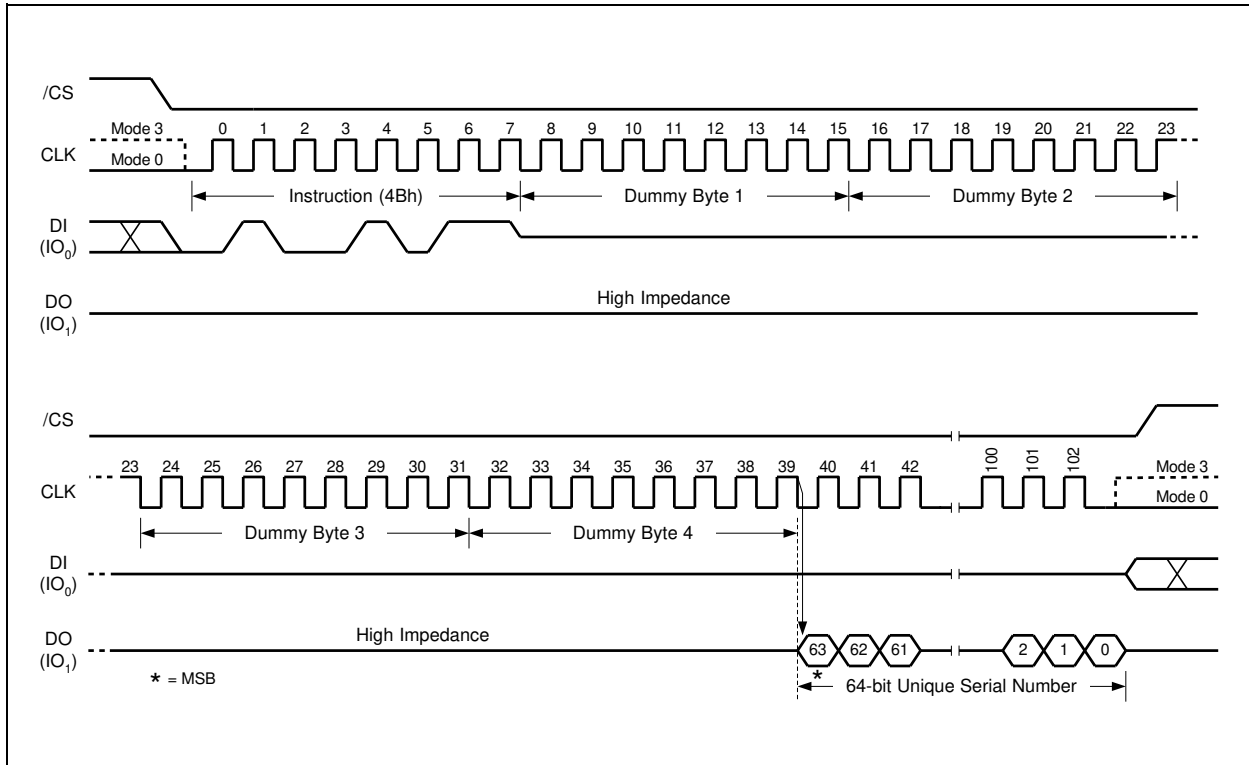 /CS
Mode 3
0 1 2 3 4 5 6 7 8 9 10 11 12 13 14 15 16 17 18 19 20 21 22 23
CLK
Mode 0
Instruction (4Bh) Dummy Byte 1 Dummy Byte 2
DI
(IO0)
High Impedance
DO
(IO1)
/CS
23 24 25 26 27 28 29 30 31 32 33 34 35 36 37 38 39 40 41 42 100 101 102
Mode 3
CLK
Mode 0
Dummy Byte 3 Dummy Byte 4
DI
(IO0)
High Impedance
DO
(IO1)
63 62 61 2 1 0
* = MSB
*
64-bit Unique Serial Number